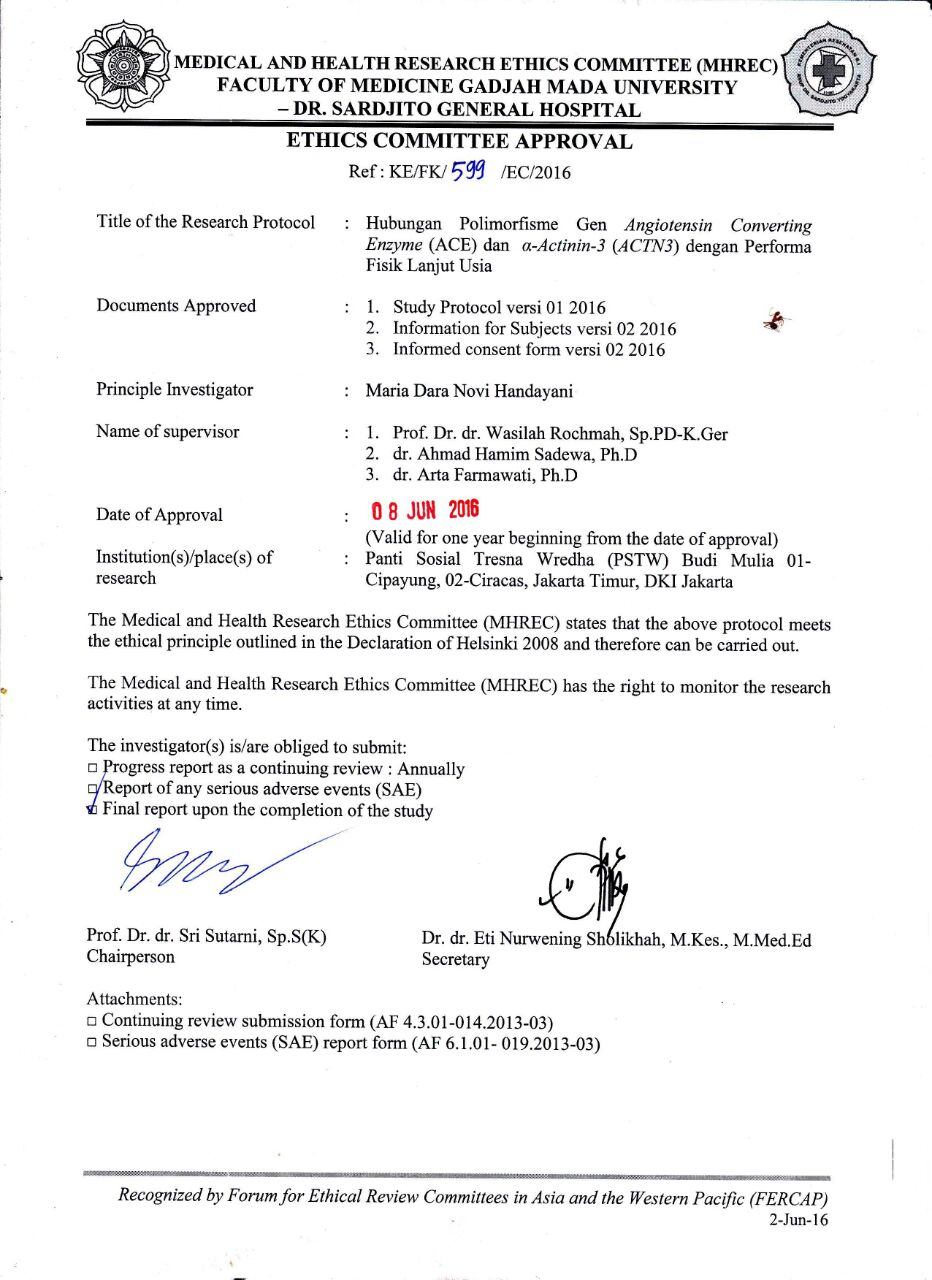 MEDICAL AND HEALTH RESEARCH ETHICS COMMITTEE (MHREC)
FACULTY OF MEDICINE GADJAH MADA UNIVERSITY
– DR. SARDJITO GENERAL HOSPITAL
ETHICS COMMITTEE APPROVAL
Ref : KE/FK/ 599 /EC/2016
Title of the Research Protocol : Hubungan Polimorfisme Gen Angiotensin Converting
Enzyme (ACE) dan α-Actinin-3 (ACTN3) dengan Performa
Fisik Lanjut Usia
Documents Approved : 1. Study Protocol versi 01 2016
2. Information for Subjects versi 02 2016
3. Informed consent form versi 02 2016
Principle Investigator : Maria Dara Novi Handayani
Name of supervisor : 1. Prof. Dr. dr. Wasilah Rochmah, Sp.PD-K.Ger
2. dr. Ahmad Hamim Sadewa, Ph.D
3. dr. Arta Farmawati, Ph.D
Date of Approval : 08 JUN 2016
(Valid for one year beginning from the date of approval)
Institution(s)/place(s) of : Panti Sosial Tresna Wredha (PSTW) Budi Mulia 01-
research Cipayung, 02-Ciracas, Jakarta Timur, DKI Jakarta
The Medical and Health Research Ethics Committee (MHREC) states that the above protocol meets
the ethical principle outlined in the Declaration of Helsinki 2008 and therefore can be carried out.
The Medical and Health Research Ethics Committee (MHREC) has the right to monitor the research
activities at any time.
The investigator(s) is/are obliged to submit:
□ Progress report as a continuing review : Annually
□ Report of any serious adverse events (SAE)
☑ Final report upon the completion of the study
Prof. Dr. dr. Sri Sutarni, Sp.S(K)
Chairperson
Dr. dr. Eti Nurwening Sholikhah, M.Kes., M.Med.Ed
Secretary
Attachments:
□ Continuing review submission form (AF 4.3.01-014.2013-03)
□ Serious adverse events (SAE) report form (AF 6.1.01- 019.2013-03)
Recognized by Forum for Ethical Review Committees in Asia and the Western Pacific (FERCAP)
2-Jun-16